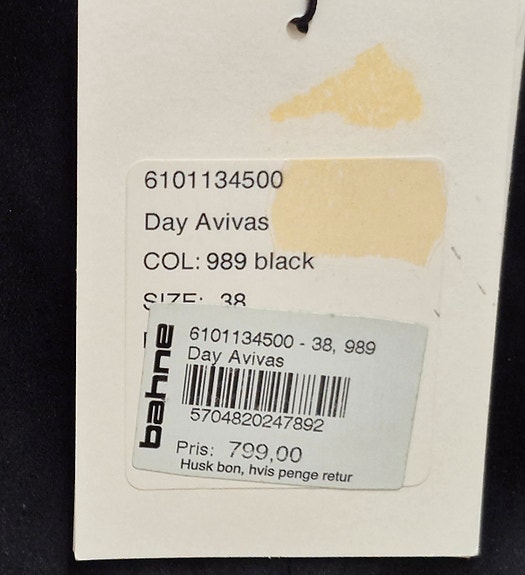 6101134500
Day Avivas
COL: 989 black
SIZE: 38
bahne
6101134500 - 38, 989
Day Avivas
5704820247892
Pris: 799,00
Husk bon, hvis penge retur